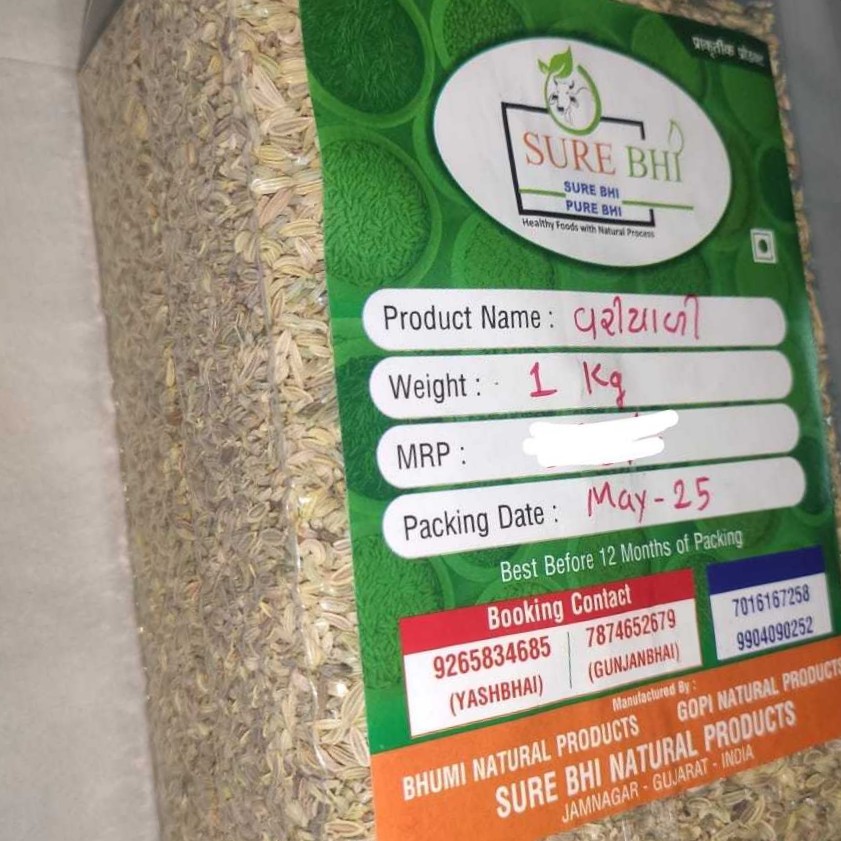 प्राकृतीक प्रोडक्ट
SURE BHI
SURE BHI
PURE BHI
Healthy Foods with Natural Process
Product Name : વરીયાળી
Weight : 1 Kg
MRP :
Packing Date : May-25
Best Before 12 Months of Packing
Booking Contact
9265834685
(YASHBHAI)
7874652679
(GUNJANBHAI)
7016167258
9904090252
Manufactured By :
BHUMI NATURAL PRODUCTS GOPI NATURAL PRODUCTS
SURE BHI NATURAL PRODUCTS
JAMNAGAR - GUJARAT - INDIA